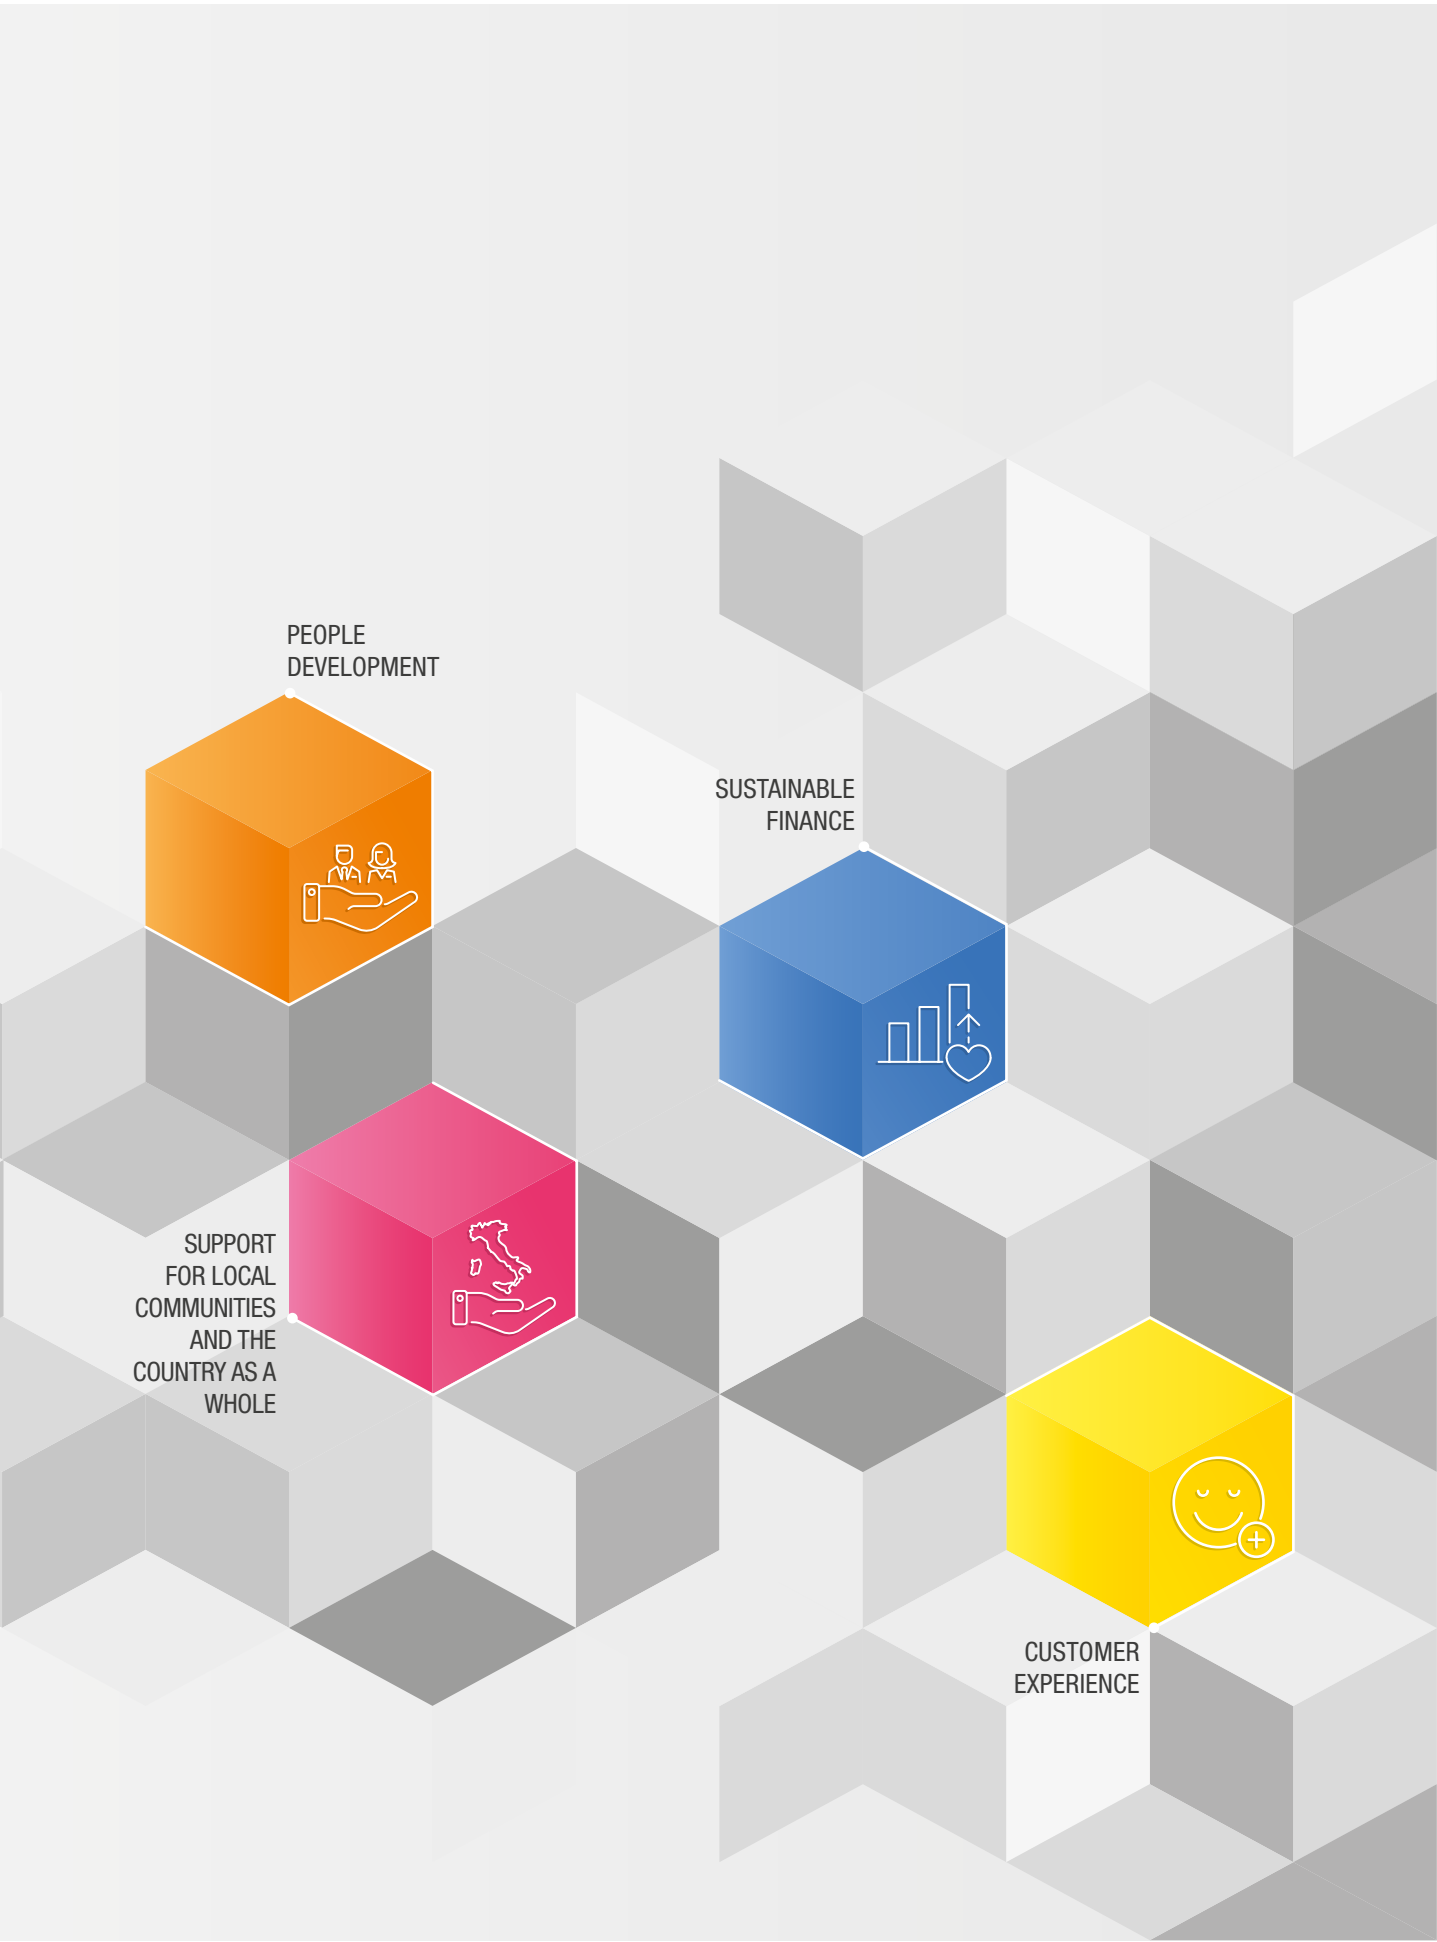 PEOPLE
DEVELOPMENT
SUSTAINABLE
FINANCE
SUPPORT
FOR LOCAL
COMMUNITIES
AND THE
COUNTRY AS A
WHOLE
CUSTOMER
EXPERIENCE